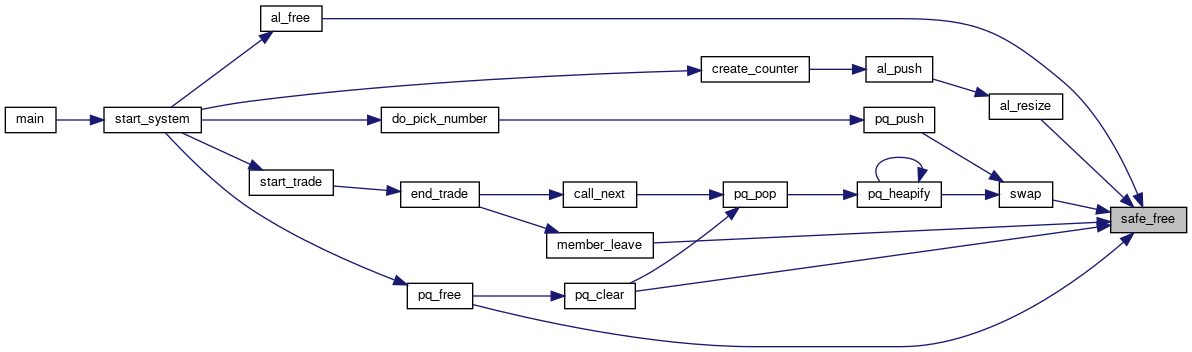 al_free
create_counter
al_push
al_resize
main
start_system
do_pick_number
pq_push
start_trade
end_trade
call_next
pq_pop
pq_heapify
swap
safe_free
member_leave
pq_free
pq_clear